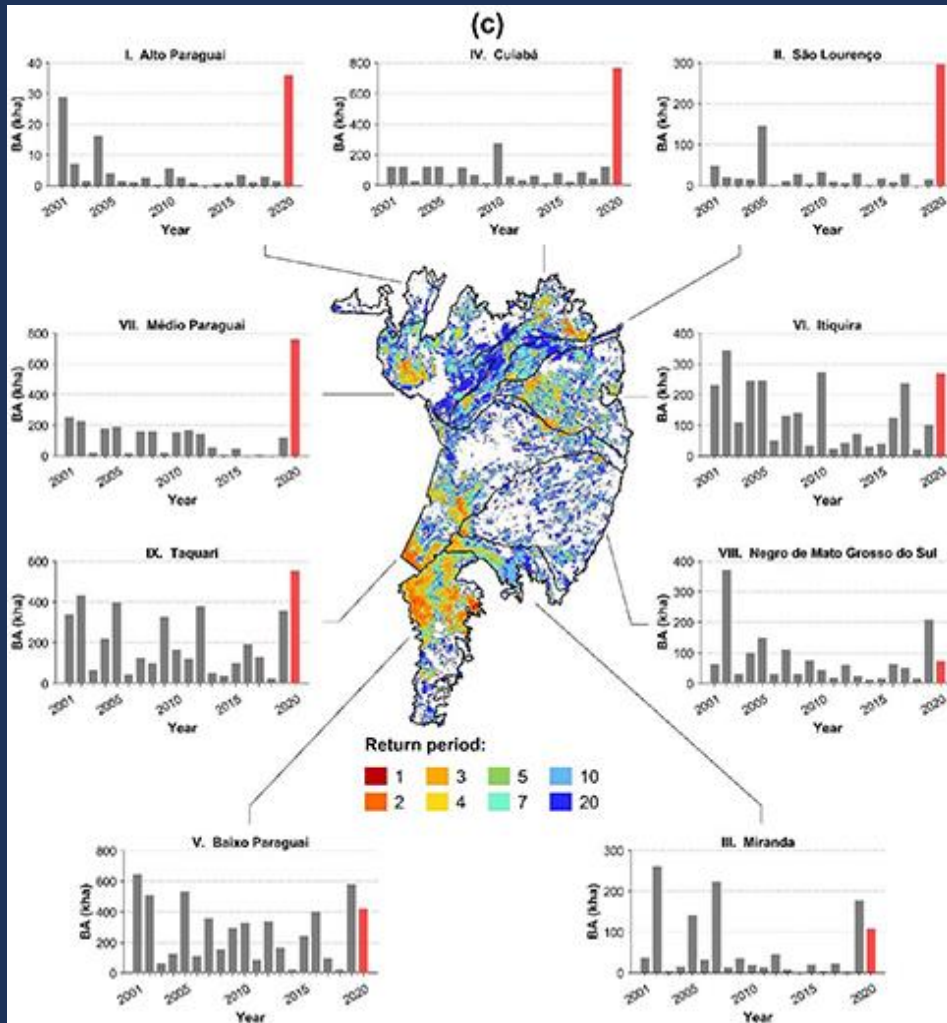 (c)
I. Alto Paraguai
BA (kha)
40
30
20
10
0
2001
2005
2010
2015
2020
Year
IV. Cuiabá
BA (kha)
800
600
400
200
0
2001
2005
2010
2015
2020
Year
II. São Lourenço
BA (kha)
300
200
100
0
2001
2005
2010
2015
2020
Year
VII. Médio Paraguai
BA (kha)
800
600
400
200
0
2001
2005
2010
2015
2020
Year
VI. Itiquira
BA (kha)
400
300
200
100
0
2001
2005
2010
2015
2020
Year
IX. Taquari
BA (kha)
600
400
200
0
2001
2005
2010
2015
2020
Year
VIII. Negro de Mato Grosso do Sul
BA (kha)
400
300
200
100
0
2001
2005
2010
2015
2020
Year
Return period:
1 3 5 10
2 4 7 20
V. Baixo Paraguai
BA (kha)
800
600
400
200
0
2001
2005
2010
2015
2020
Year
III. Miranda
BA (kha)
300
200
100
0
2001
2005
2010
2015
2020
Year